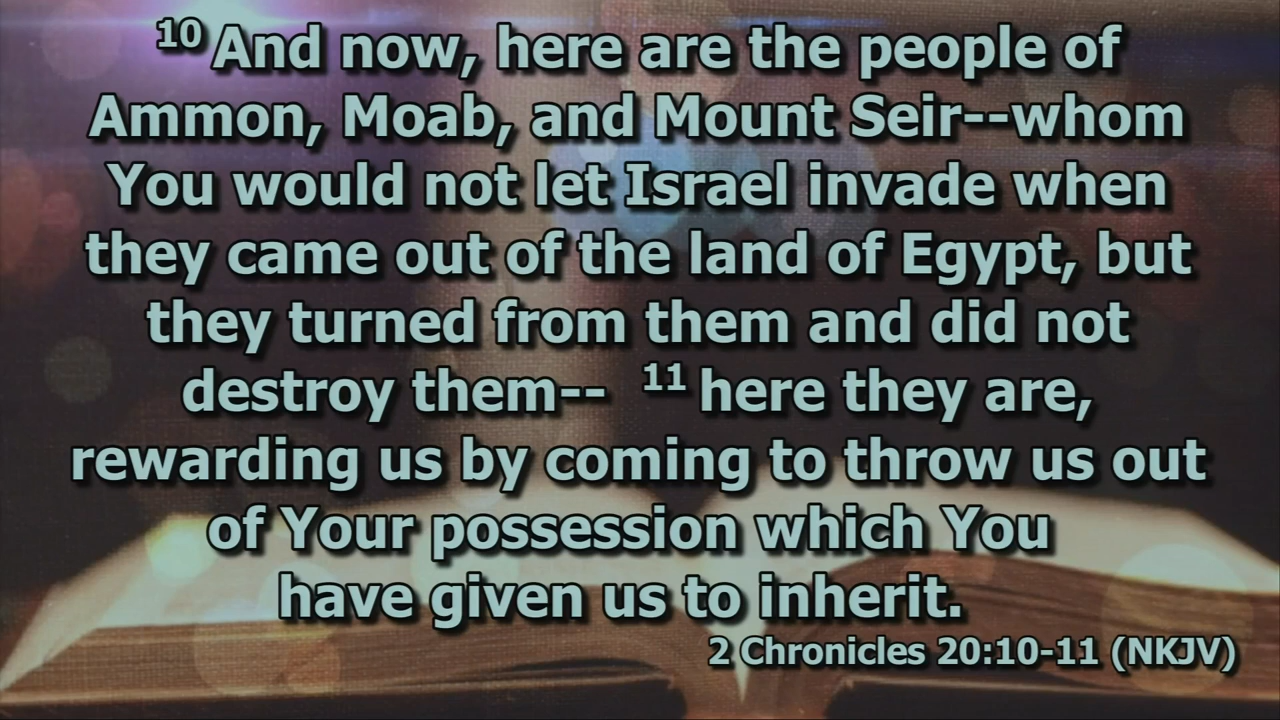 10 And now, here are the people of
Ammon, Moab, and Mount Seir--whom
You would not let Israel invade when
they came out of the land of Egypt, but
they turned from them and did not
destroy them-- 11 here they are,
rewarding us by coming to throw us out
of Your possession which You
have given us to inherit.
2 Chronicles 20:10-11 (NKJV)